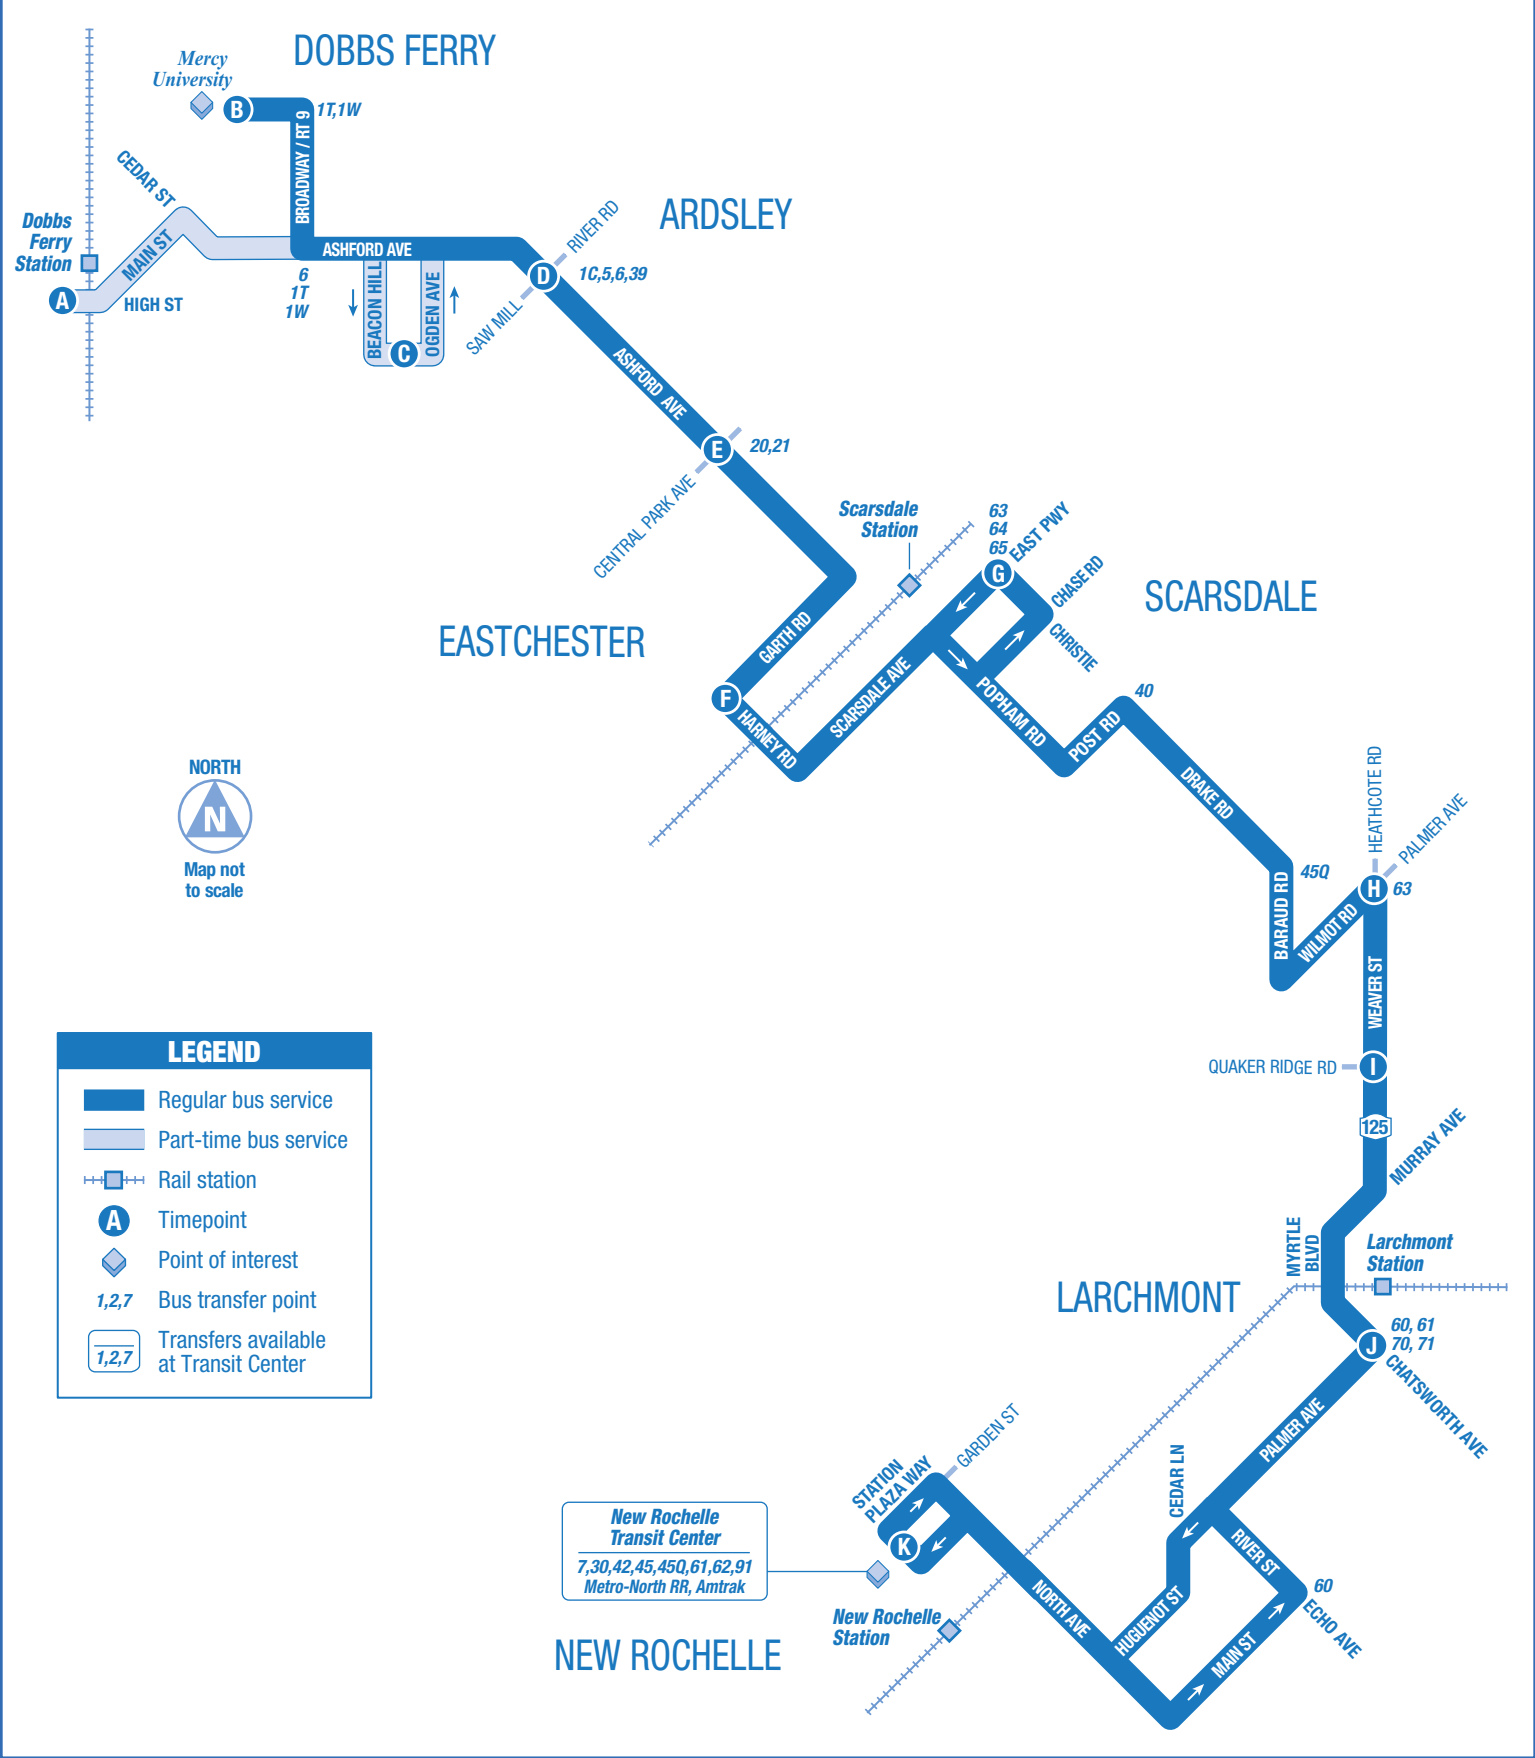 DOBBS FERRY
Mercy
University
B
1T,1W
BROADWAY / RT 9
CEDAR ST
ARDSLEY
RIVER RD
Dobbs
Ferry
Station
MAIN ST
ASHFORD AVE
A
HIGH ST
6
1T
1W
BEACON HILL
OGDEN AVE
C
D
1C,5,6,39
SAW MILL
ASHFORD AVE
E
20,21
CENTRAL PARK AVE
Scarsdale
Station
63
64
65
EAST PWY
G
CHASE RD
CHRISTIE
SCARSDALE
EASTCHESTER
GARTH RD
F
HARNEY RD
SCARSDALE AVE
POPHAM RD
POST RD
40
DRAKE RD
NORTH
N
Map not
to scale
HEATHCOTE RD
PALMER AVE
45Q
H
63
BARAUD RD
WILMOT RD
WEAVER ST
QUAKER RIDGE RD
I
125
MURRAY AVE
LEGEND
Regular bus service
Part-time bus service
Rail station
A
Timepoint
Point of interest
1,2,7
Bus transfer point
1,2,7
Transfers available
at Transit Center
MYRTLE
BLVD
Larchmont
Station
LARCHMONT
60, 61
70, 71
J
CHATSWORTH AVE
PALMER AVE
CEDAR LN
GARDEN ST
STATION
PLAZA WAY
K
New Rochelle
Transit Center
7,30,42,45,45Q,61,62,91
Metro-North RR, Amtrak
RIVER ST
60
ECHO AVE
NORTH AVE
HUGUENOT ST
MAIN ST
New Rochelle
Station
NEW ROCHELLE